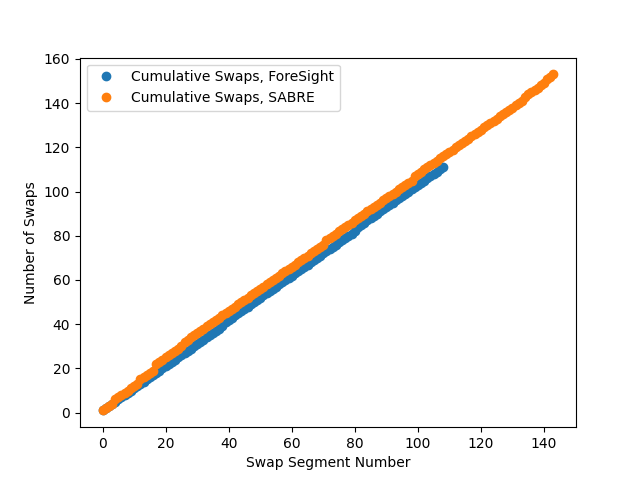 Cumulative Swaps, ForeSight
Cumulative Swaps, SABRE
Number of Swaps
160
140
120
100
80
60
40
20
0
0 20 40 60 80 100 120 140
Swap Segment Number